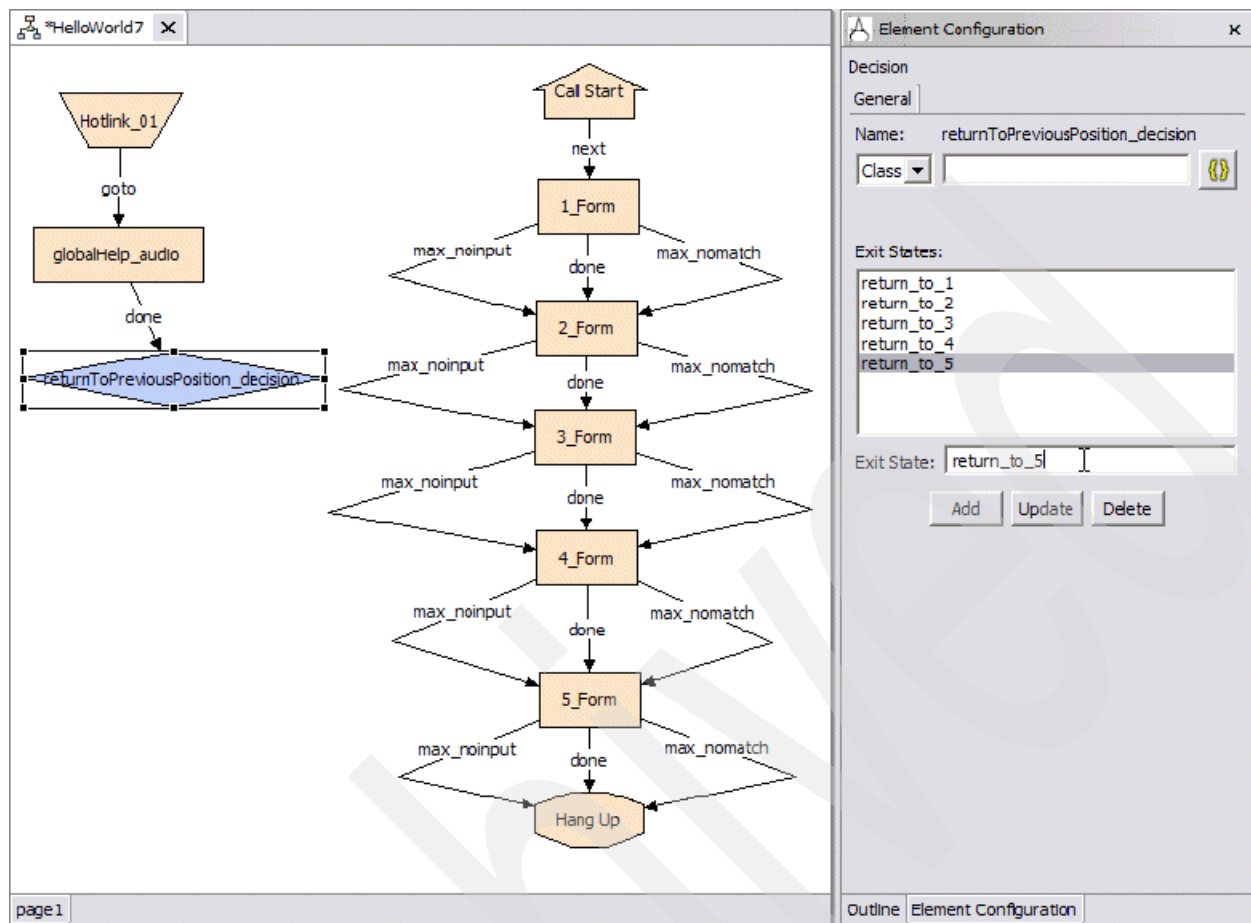 *HelloWorld7
Hotlink_01
goto
globalHelp_audio
done
returnToPreviousPosition_decision
Call Start
next
1_Form
max_noinput
done
max_nomatch
2_Form
max_noinput
done
max_nomatch
3_Form
max_noinput
done
max_nomatch
4_Form
max_noinput
done
max_nomatch
5_Form
max_noinput
done
max_nomatch
Hang Up
page1
Element Configuration
Decision
General
Name: returnToPreviousPosition_decision
Class
Exit States:
return_to_1
return_to_2
return_to_3
return_to_4
return_to_5
Exit State: return_to_5
Add Update Delete
Outline Element Configuration